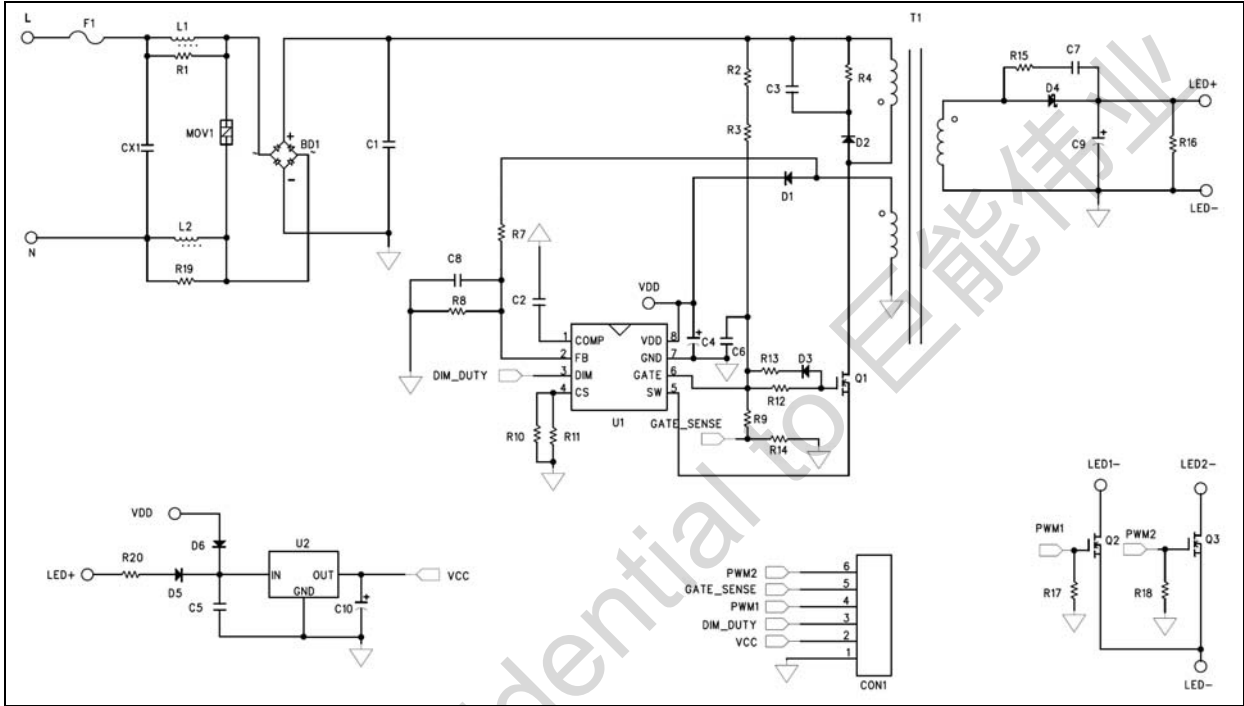 L
F1
L1
R1
CX1
MOV1
BD1
+
~
~
-
C1
L2
R19
N
R2
R3
C3
R4
D2
T1
D1
R15
C7
D4
C9
+
R16
LED+
LED-
R7
C8
R8
C2
VDD
C4
+
C6
1 COMP
2 FB
3 DIM
4 CS
VDD 8
GND 7
GATE 6
SW 5
U1
DIM_DUTY
R10
R11
R13
D3
R12
Q1
R9
GATE_SENSE
R14
VDD
D6
LED+
R20
D5
C5
U2
IN
OUT
GND
C10
+
VCC
PWM2 6
GATE_SENSE 5
PWM1 4
DIM_DUTY 3
VCC 2
1
CON1
LED1-
LED2-
PWM1
Q2
PWM2
Q3
R17
R18
LED-
dential to 巨能伟业